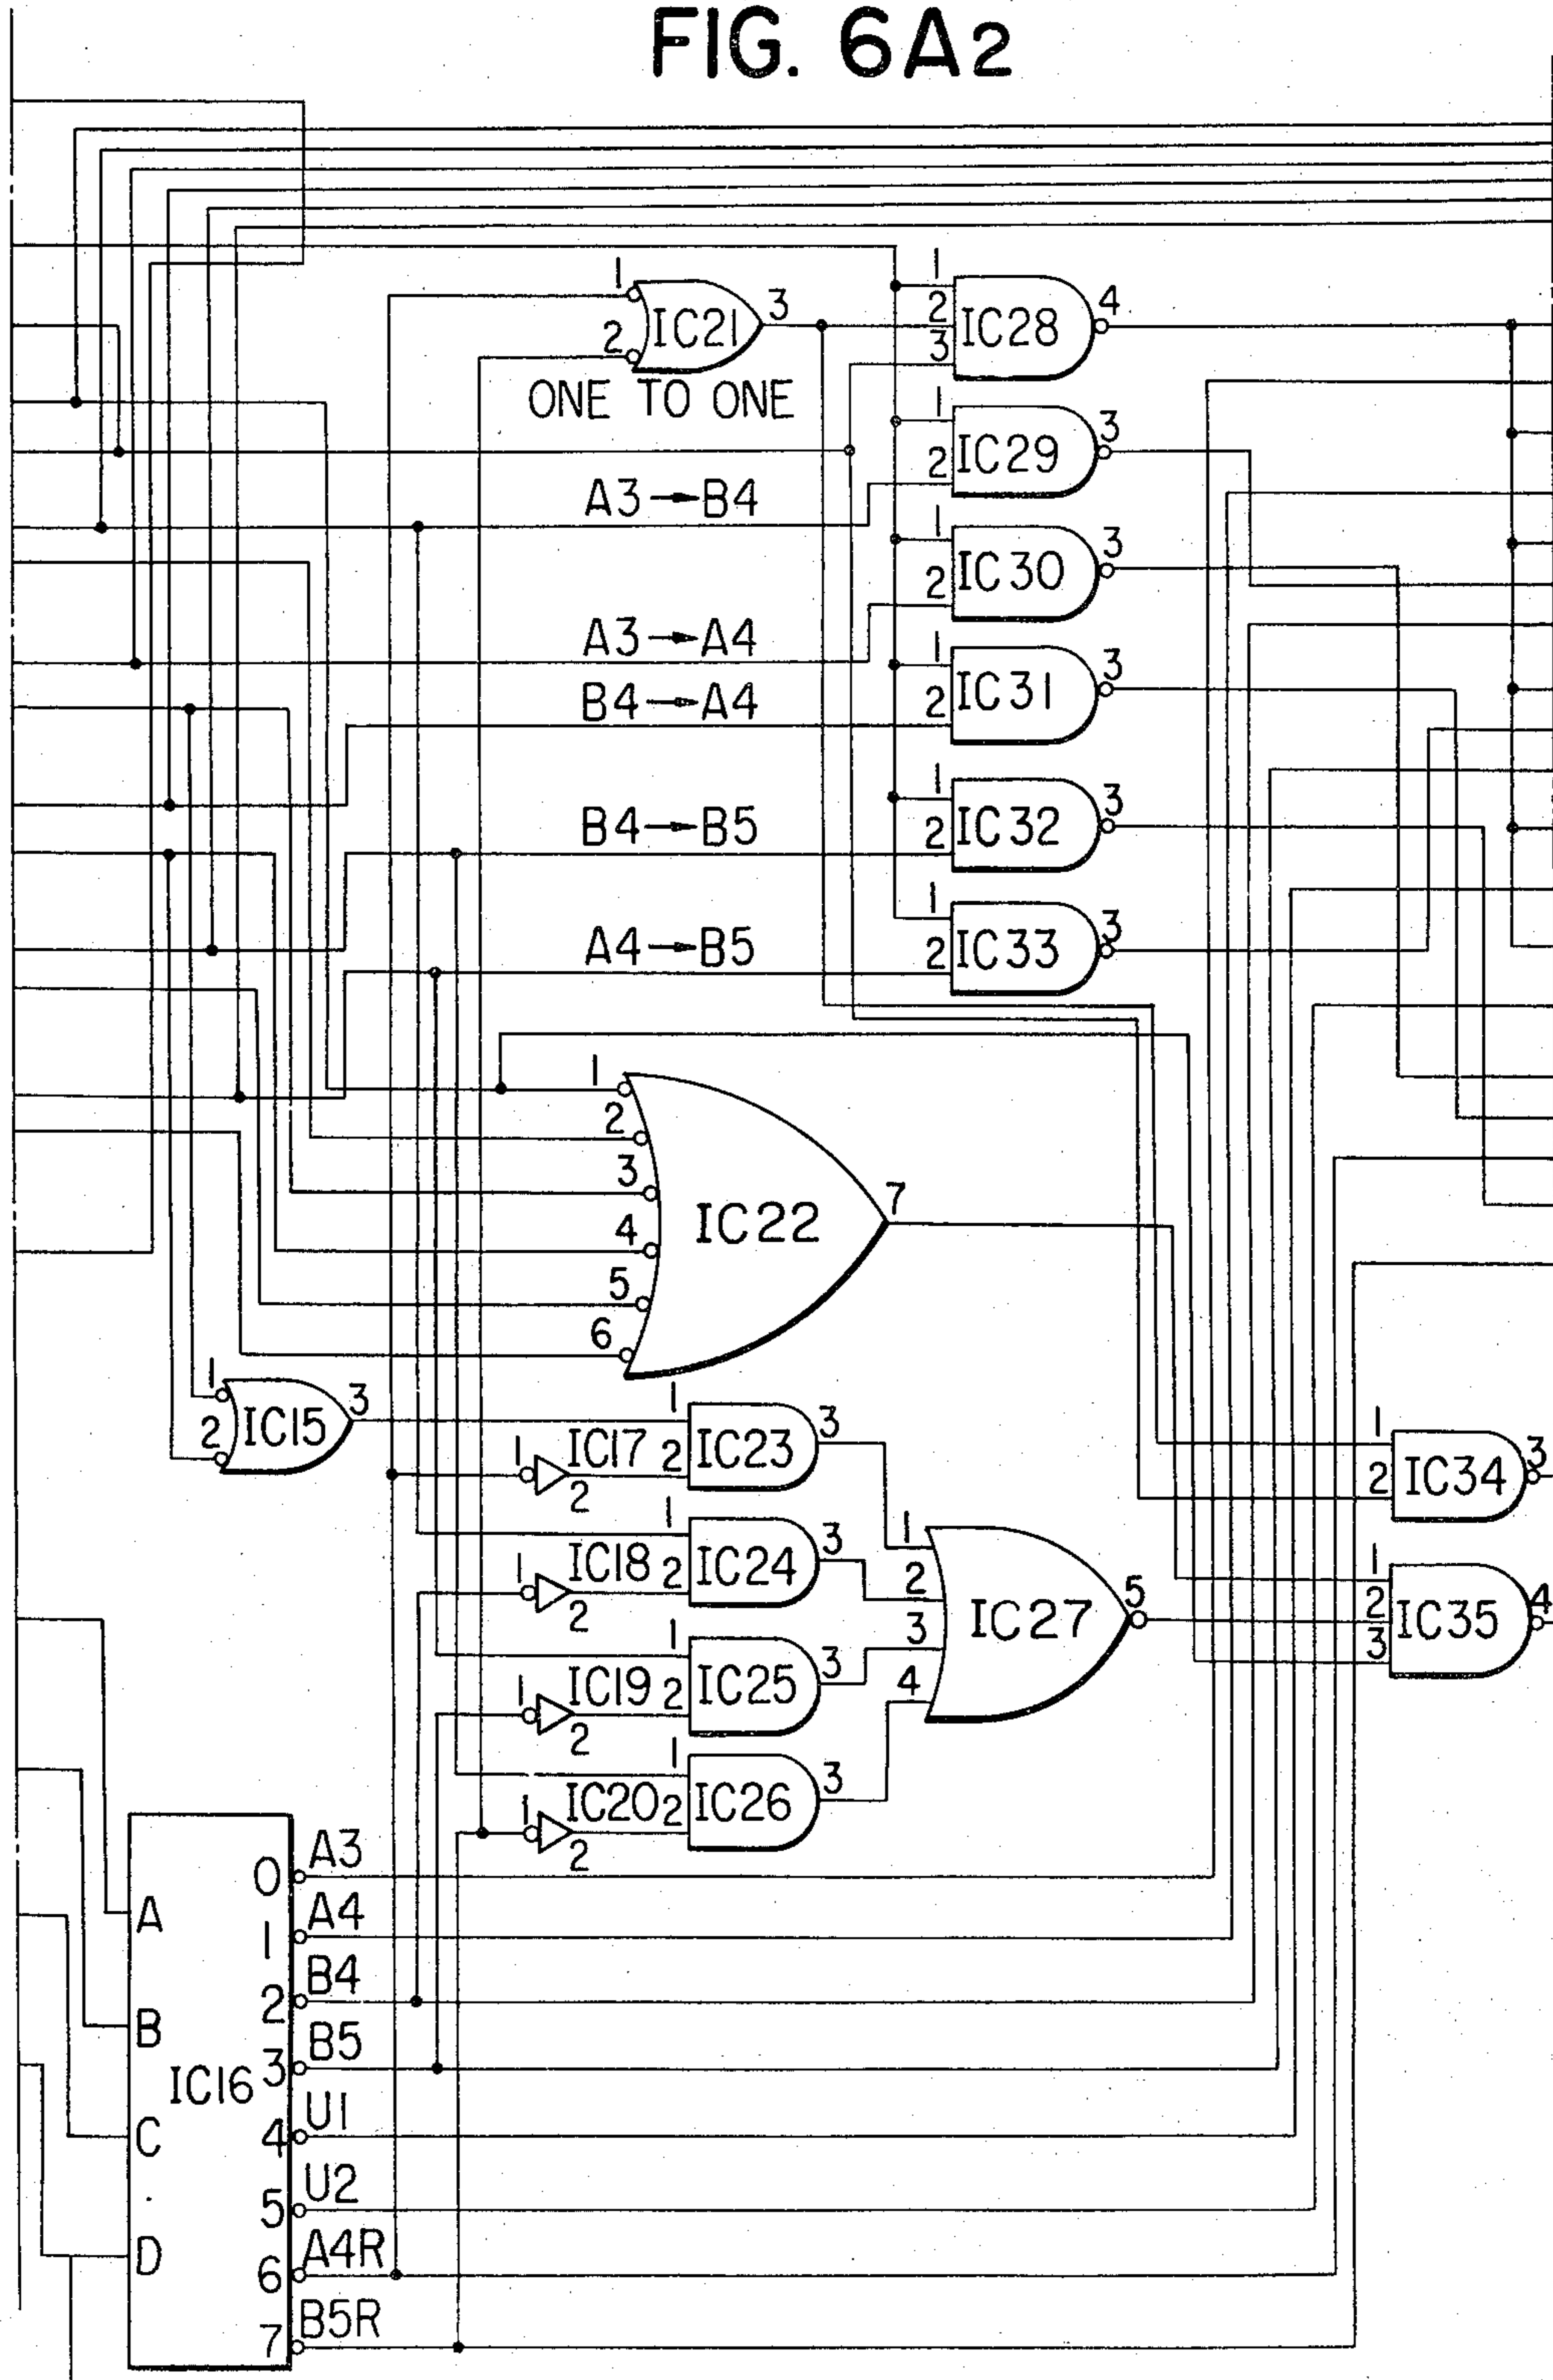 FIG. 6A2
1
2
IC21
3
ONE TO ONE
1
2
3
IC28
4
1
2
IC29
3
A3→B4
1
2
IC30
3
A3→A4
1
2
IC31
3
B4→A4
1
2
IC32
3
B4→B5
1
2
IC33
3
A4→B5
1
2
3
4
5
6
IC22
7
1
2
IC15
3
1
IC17
2
1
2
IC23
3
1
IC18
2
1
2
IC24
3
1
IC19
2
1
2
IC25
3
1
IC20
2
1
2
IC26
3
1
2
3
4
IC27
5
1
2
IC34
3
1
2
3
IC35
4
A
B
C
D
IC16
0 A3
1 A4
2 B4
3 B5
4 U1
5 U2
6 A4R
7 B5R